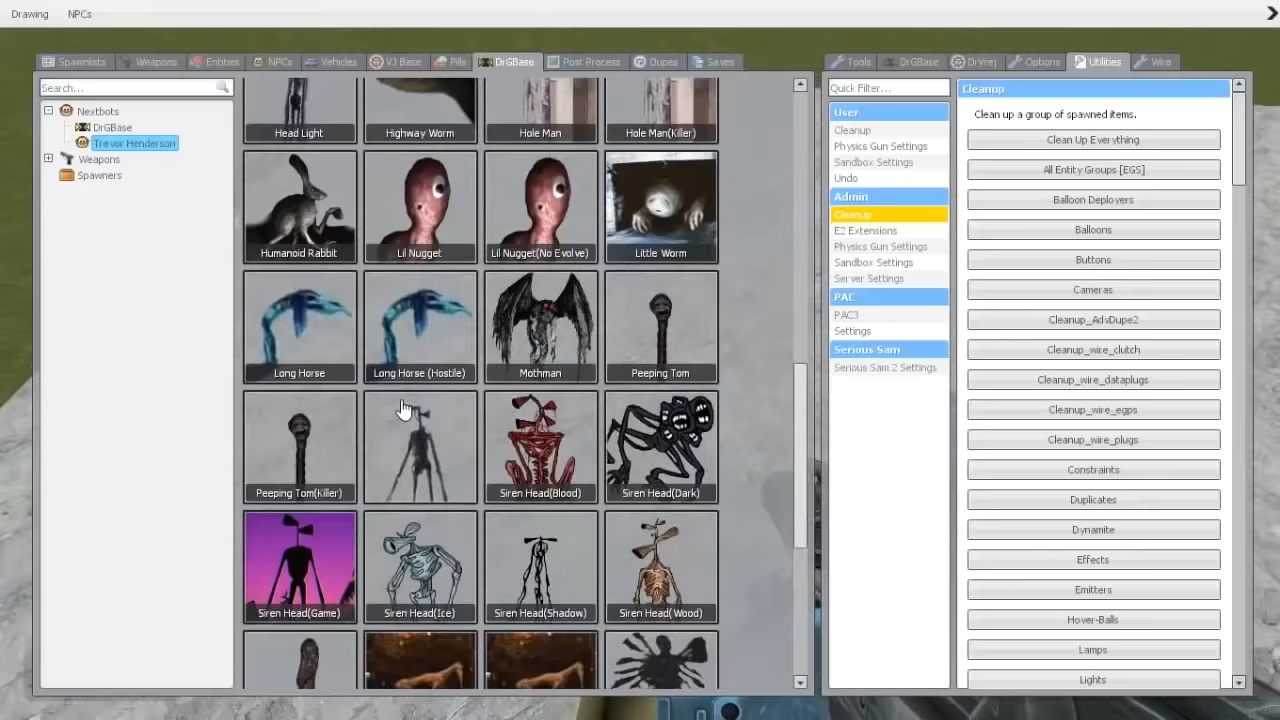 Drawing NPCs
Spawnlists Weapons Entities NPCs Vehicles VJ Base Pills DrGBase Post Process Dupes Saves
Search...
Nextbots
DrGBase
Trevor Henderson
Weapons
Spawners
Head Light Highway Worm Hole Man Hole Man(Killer)
Humanoid Rabbit Lil Nugget Lil Nugget(No Evolve) Little Worm
Long Horse Long Horse (Hostile) Mothman Peeping Tom
Peeping Tom(Killer) Siren Head(Blood) Siren Head(Dark)
Siren Head(Game) Siren Head(Ice) Siren Head(Shadow) Siren Head(Wood)
Tools DrGBase DrVrej Options Utilities Wire
Quick Filter...
User
Cleanup
Physics Gun Settings
Sandbox Settings
Undo
Admin
Cleanup
E2 Extensions
Physics Gun Settings
Sandbox Settings
Server Settings
PAC
PAC3
Settings
Serious Sam
Serious Sam 2 Settings
Cleanup
Clean up a group of spawned items.
Clean Up Everything
All Entity Groups [EGS]
Balloon Deployers
Balloons
Buttons
Cameras
Cleanup_AdvDupe2
Cleanup_wire_clutch
Cleanup_wire_dataplugs
Cleanup_wire_egps
Cleanup_wire_plugs
Constraints
Duplicates
Dynamite
Effects
Emitters
Hover-Balls
Lamps
Lights